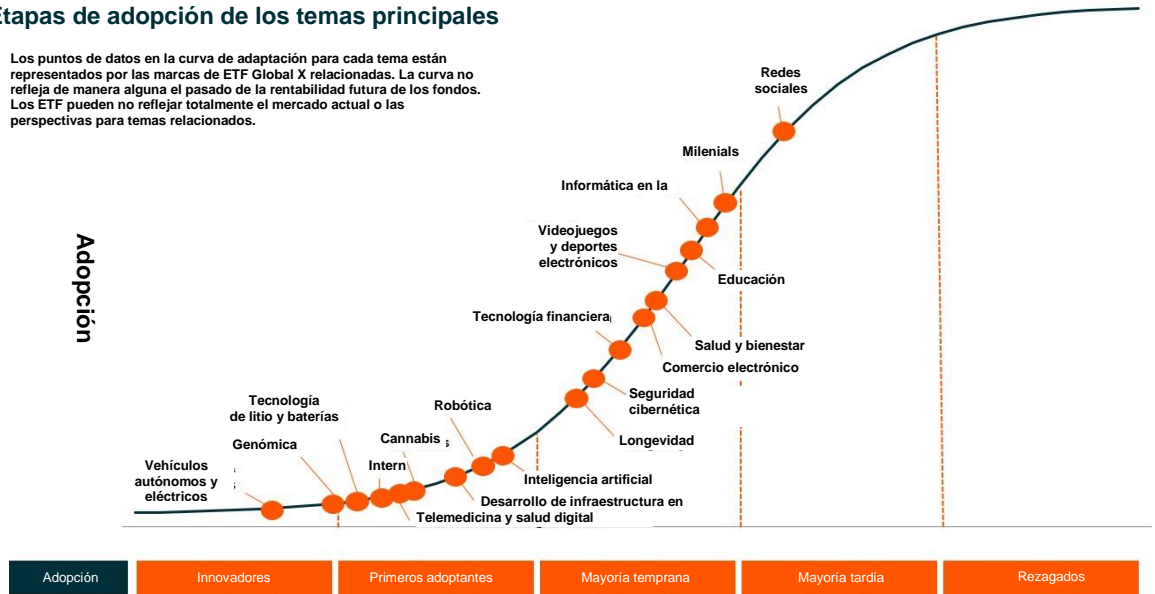 Etapas de adopción de los temas principales
Los puntos de datos en la curva de adaptación para cada tema están
representados por las marcas de ETF Global X relacionadas. La curva no
refleja de manera alguna el pasado de la rentabilidad futura de los fondos.
Los ETF pueden no reflejar totalmente el mercado actual o las
perspectivas para temas relacionados.
Redes
sociales
Milenials
Informática en la
Videojuegos
y deportes
electrónicos
Educación
Adopción
Tecnología financiera
Salud y bienestar
Comercio electrónico
Seguridad
cibernética
Longevidad
Tecnología
de litio y baterías
Robótica
Genómica
Cannabis
Intern
Vehículos
autónomos y
eléctricos
Inteligencia artificial
Desarrollo de infraestructura en
Telemedicina y salud digital
Adopción
Innovadores
Primeros adoptantes
Mayoría temprana
Mayoría tardía
Rezagados